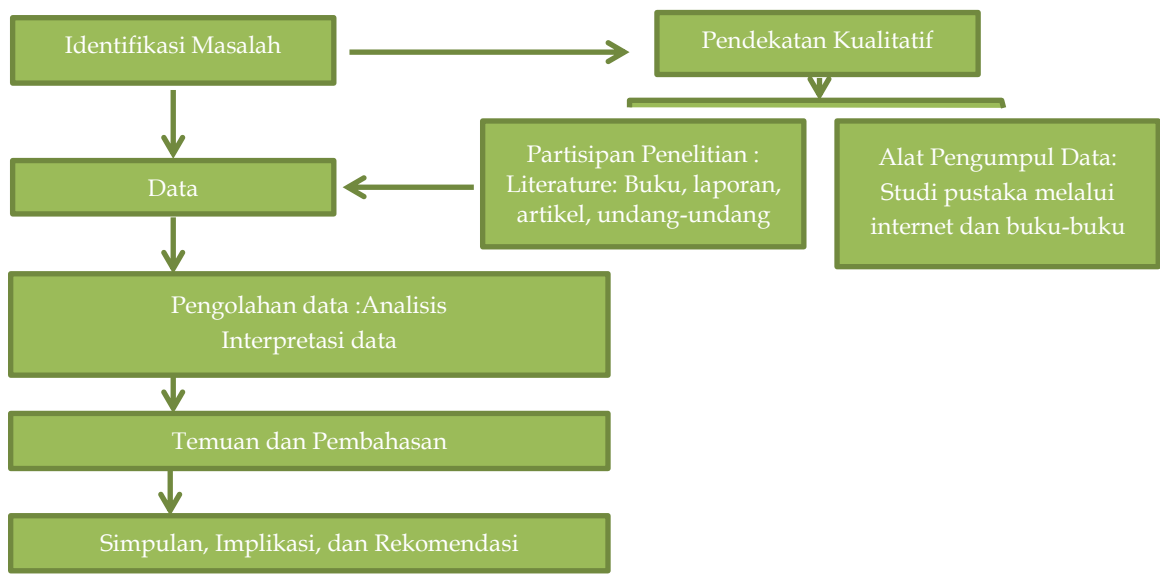 Identifikasi Masalah
Pendekatan Kualitatif
Partisipan Penelitian :
Literature: Buku, laporan,
artikel, undang-undang
Alat Pengumpul Data:
Studi pustaka melalui
internet dan buku-buku
Data
Pengolahan data :Analisis
Interpretasi data
Temuan dan Pembahasan
Simpulan, Implikasi, dan Rekomendasi